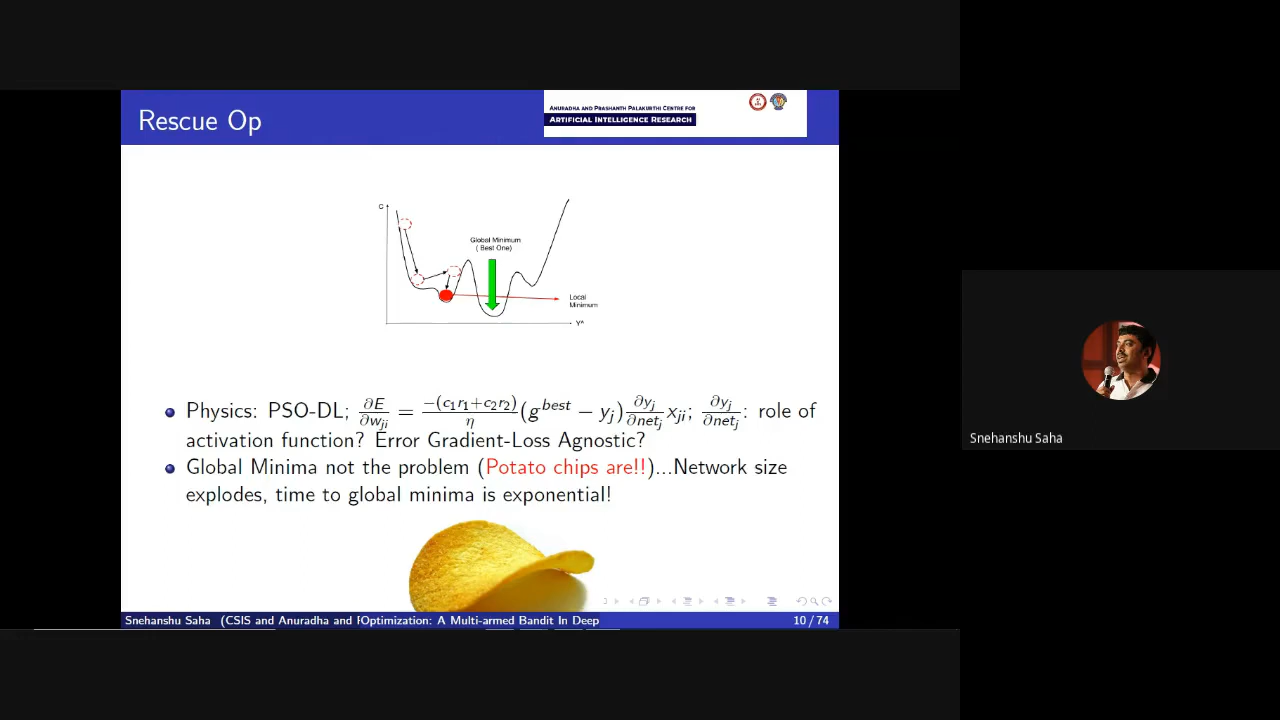 Rescue Op
ANURADHA AND PRASHANTH PALAKURTHI CENTRE FOR
ARTIFICIAL INTELLIGENCE RESEARCH
C
Global Minimum
( Best One)
Local
Minimum
Y^
Physics: PSO-DL; ∂E/∂w_ji = −(c₁r₁+c₂r₂)/η (g^best − y_j) ∂y_j/∂net_j x_ji; ∂y_j/∂net_j: role of
activation function? Error Gradient-Loss Agnostic?
Global Minima not the problem (Potato chips are!!)...Network size
explodes, time to global minima is exponential!
Snehanshu Saha (CSIS and Anuradha and POptimization: A Multi-armed Bandit In Deep 10 / 74
Snehanshu Saha